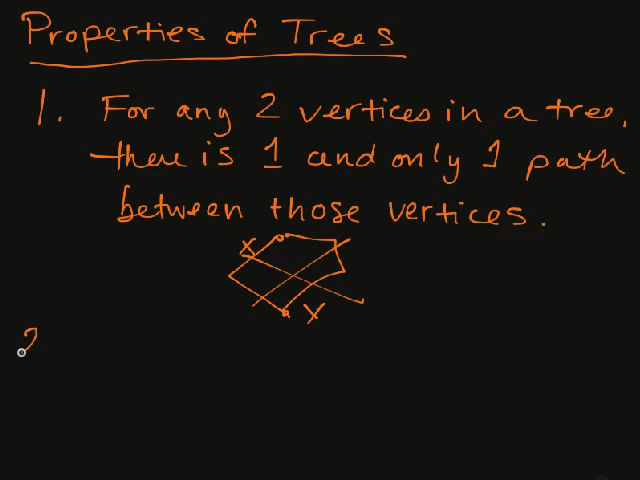 Properties of Trees
1. For any 2 vertices in a tree,
there is 1 and only 1 path
between those vertices.
X
Y
2